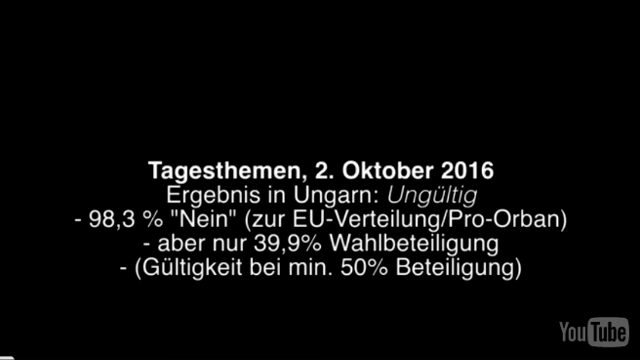 Tagesthemen, 2. Oktober 2016
Ergebnis in Ungarn: Ungültig
- 98,3 % "Nein" (zur EU-Verteilung/Pro-Orban)
- aber nur 39,9% Wahlbeteiligung
- (Gültigkeit bei min. 50% Beteiligung)
YouTube